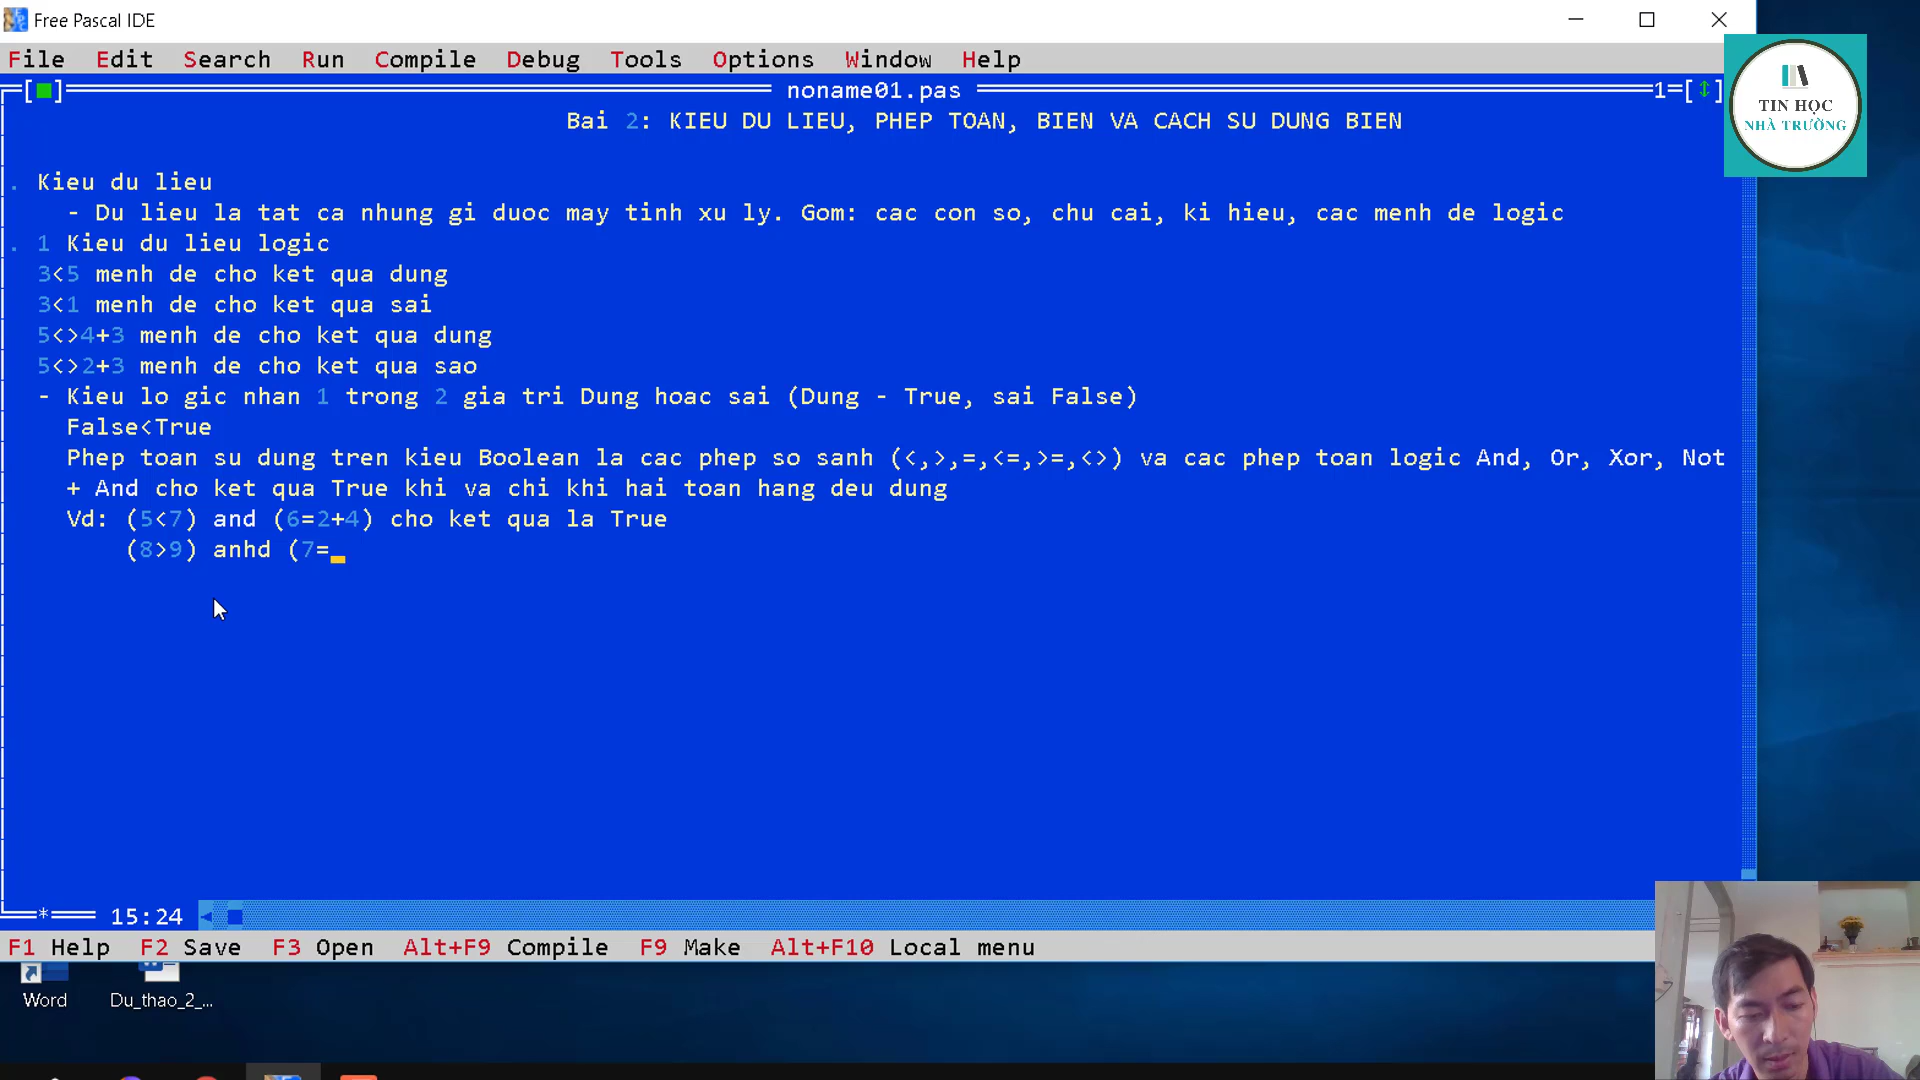 Free Pascal IDE
File Edit Search Run Compile Debug Tools Options Window Help
noname01.pas
1
TIN HỌC
NHÀ TRƯỜNG
Bai 2: KIEU DU LIEU, PHEP TOAN, BIEN VA CACH SU DUNG BIEN
. Kieu du lieu
- Du lieu la tat ca nhung gi duoc may tinh xu ly. Gom: cac con so, chu cai, ki hieu, cac menh de logic
. 1 Kieu du lieu logic
3<5 menh de cho ket qua dung
3<1 menh de cho ket qua sai
5<>4+3 menh de cho ket qua dung
5<>2+3 menh de cho ket qua sao
- Kieu lo gic nhan 1 trong 2 gia tri Dung hoac sai (Dung - True, sai False)
False<True
Phep toan su dung tren kieu Boolean la cac phep so sanh (<,>,=,<=,>=,<>) va cac phep toan logic And, Or, Xor, Not
+ And cho ket qua True khi va chi khi hai toan hang deu dung
Vd: (5<7) and (6=2+4) cho ket qua la True
(8>9) anhd (7=_
* 15:24
F1 Help F2 Save F3 Open Alt+F9 Compile F9 Make Alt+F10 Local menu
Word
Du_thao_2_...